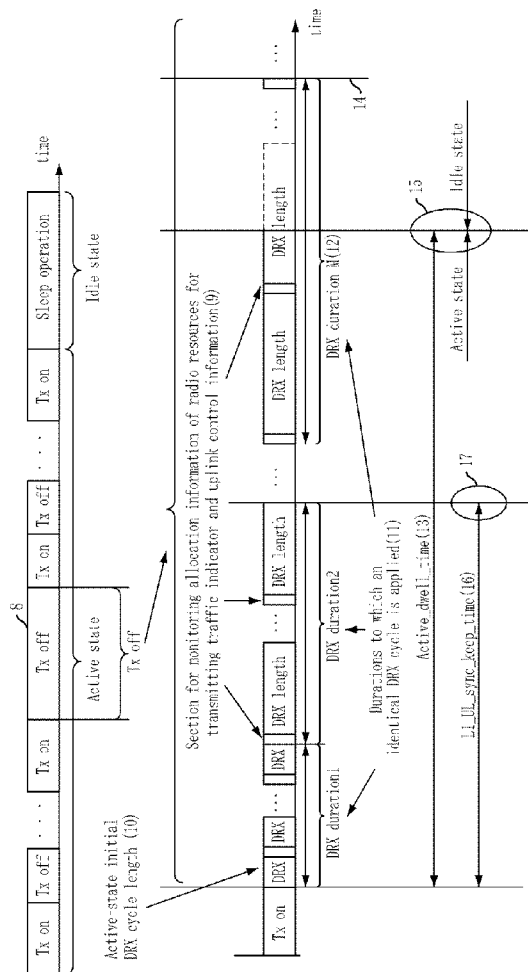 8
Tx on
Tx off
. . .
Tx on
Tx off
Tx on
Tx off
. . .
Tx on
Sleep operation
time
Active state
Idle state
Tx off
Active-state initial
DRX cycle length (10)
Section for monitoring allocation information of radio resources for
transmitting traffic indicator and uplink control information(9)
Tx on
DRX
DRX
...
DRX
DRX length
...
DRX length
...
DRX length
DRX length
...
...
time
DRX duration1
DRX duration2
DRX duration M(12)
14
Durations to which an
identical DRX cycle is applied(11)
Active_dwell_time(13)
15
Active state
Idle state
L1_UL_sync_keep_time(16)
17